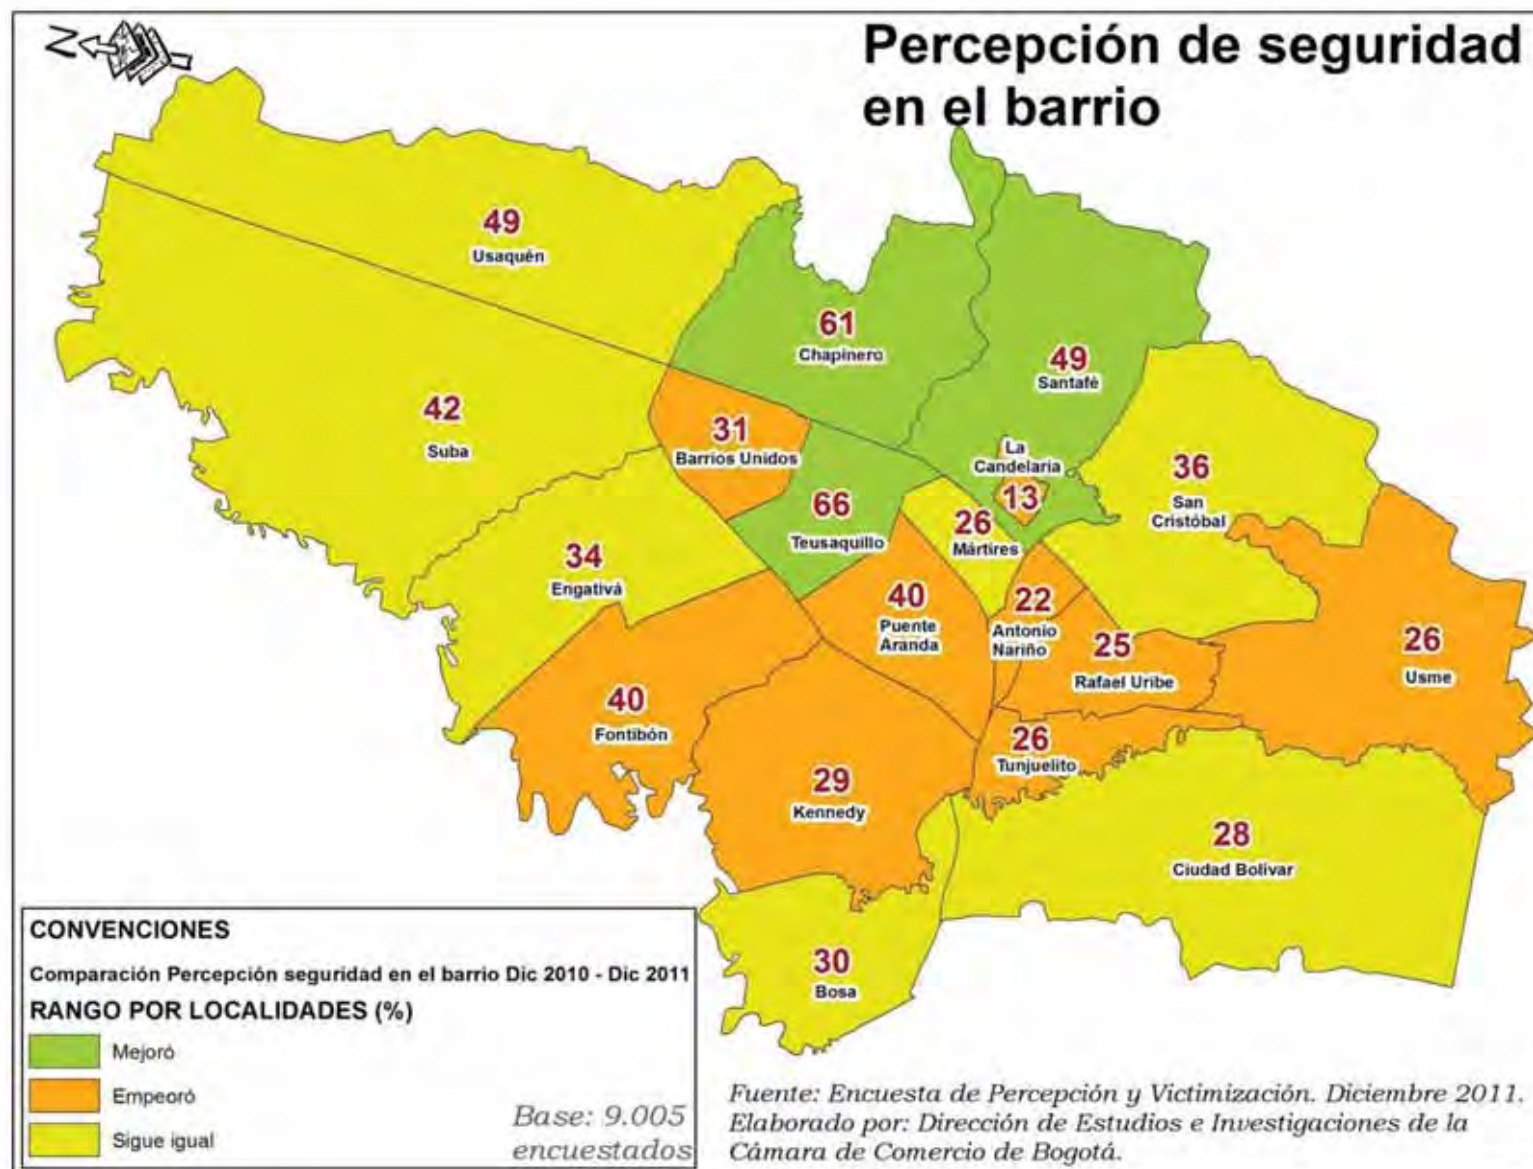 N
Percepción de seguridad
en el barrio
49
Usaquén
61
Chapinero
49
Santafé
42
Suba
31
Barrios Unidos
La
Candelaria
13
36
San
Cristóbal
66
Teusaquillo
26
Mártires
34
Engativá
40
Puente
Aranda
22
Antonio
Nariño
25
Rafael Uribe
26
Usme
40
Fontibón
26
Tunjuelito
29
Kennedy
28
Ciudad Bolívar
30
Bosa
CONVENCIONES
Comparación Percepción seguridad en el barrio Dic 2010 - Dic 2011
RANGO POR LOCALIDADES (%)
Mejoró
Empeoró
Sigue igual
Base: 9.005
encuestados
Fuente: Encuesta de Percepción y Victimización. Diciembre 2011.
Elaborado por: Dirección de Estudios e Investigaciones de la
Cámara de Comercio de Bogotá.